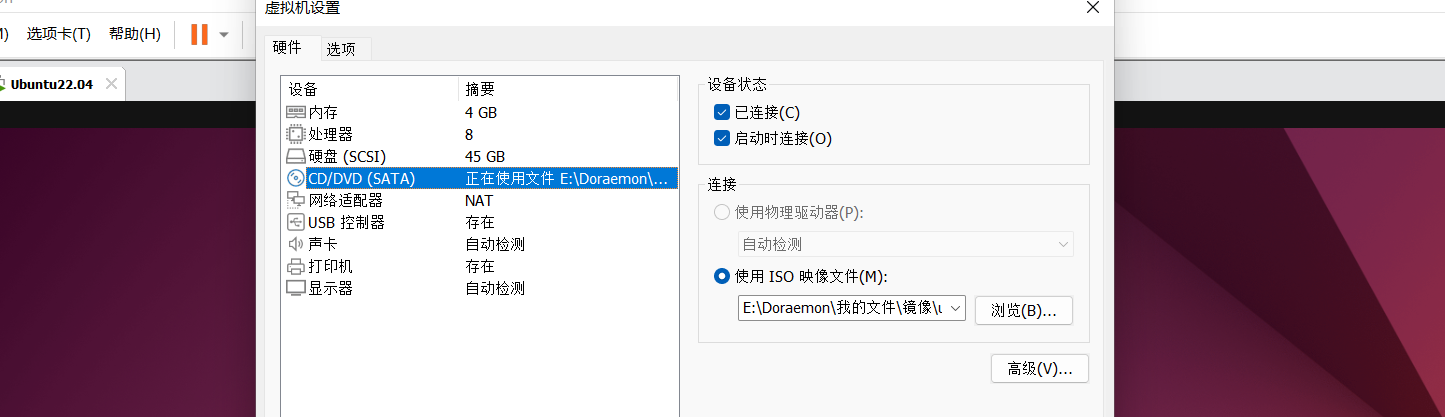 虚拟机设置
选项卡(T) 帮助(H)
硬件 选项
Ubuntu22.04
设备 摘要
内存 4 GB
处理器 8
硬盘 (SCSI) 45 GB
CD/DVD (SATA) 正在使用文件 E:\Doraemon\...
网络适配器 NAT
USB 控制器 存在
声卡 自动检测
打印机 存在
显示器 自动检测
设备状态
已连接(C)
启动时连接(O)
连接
使用物理驱动器(P):
自动检测
使用 ISO 映像文件(M):
E:\Doraemon\我的文件\镜像\u
浏览(B)...
高级(V)...